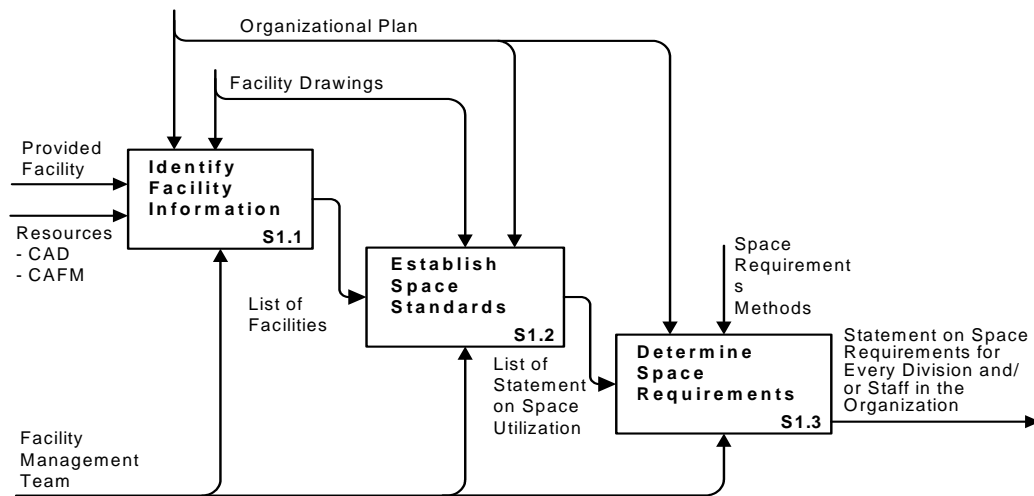 Organizational Plan
Facility Drawings
Provided
Facility
Identify
Facility
Information
S1.1
Resources
- CAD
- CAFM
Space
Requirement
s
Methods
Establish
Space
Standards
S1.2
List of
Facilities
Statement on Space
Requirements for
Every Division and/
or Staff in the
Organization
Determine
Space
Requirements
S1.3
List of
Statement
on Space
Utilization
Facility
Management
Team